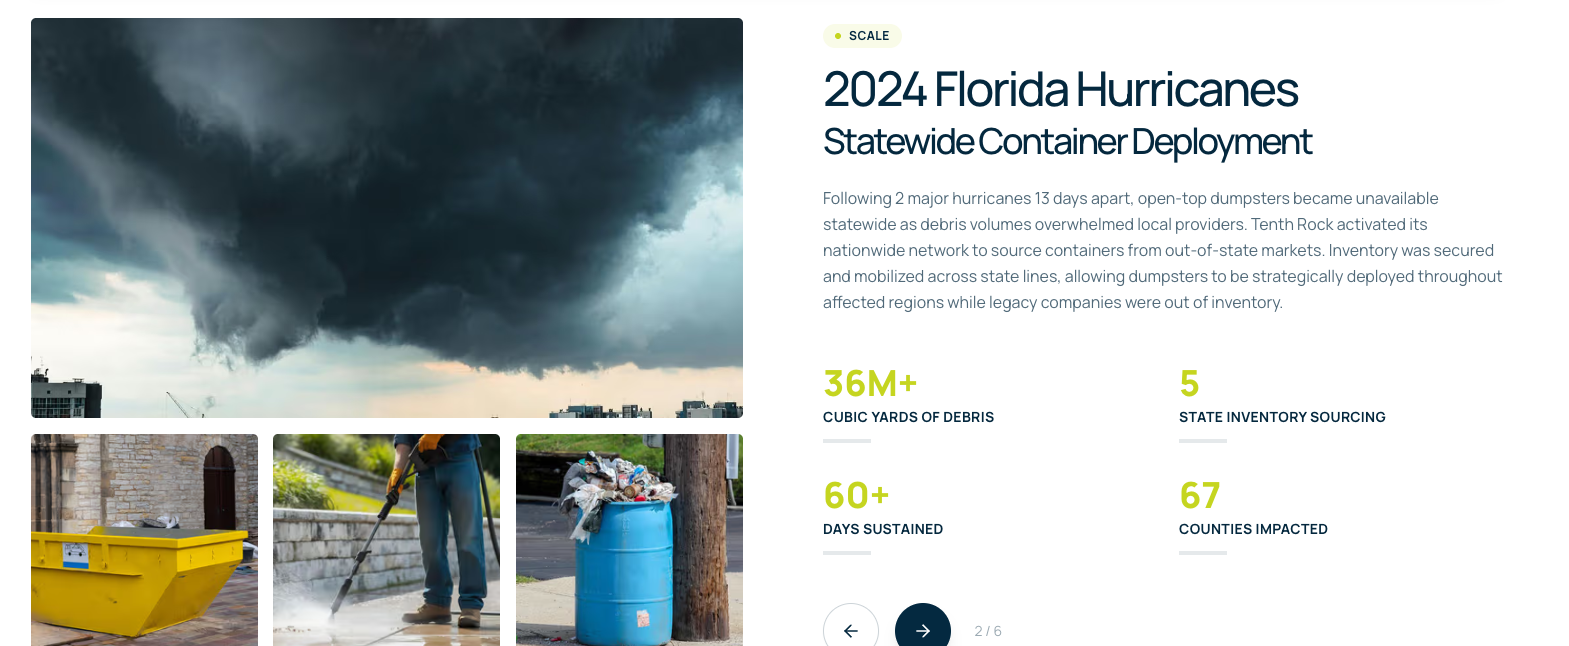 SCALE
2024 Florida Hurricanes
Statewide Container Deployment
Following 2 major hurricanes 13 days apart, open-top dumpsters became unavailable
statewide as debris volumes overwhelmed local providers. Tenth Rock activated its
nationwide network to source containers from out-of-state markets. Inventory was secured
and mobilized across state lines, allowing dumpsters to be strategically deployed throughout
affected regions while legacy companies were out of inventory.
36M+
CUBIC YARDS OF DEBRIS
5
STATE INVENTORY SOURCING
60+
DAYS SUSTAINED
67
COUNTIES IMPACTED
2 / 6